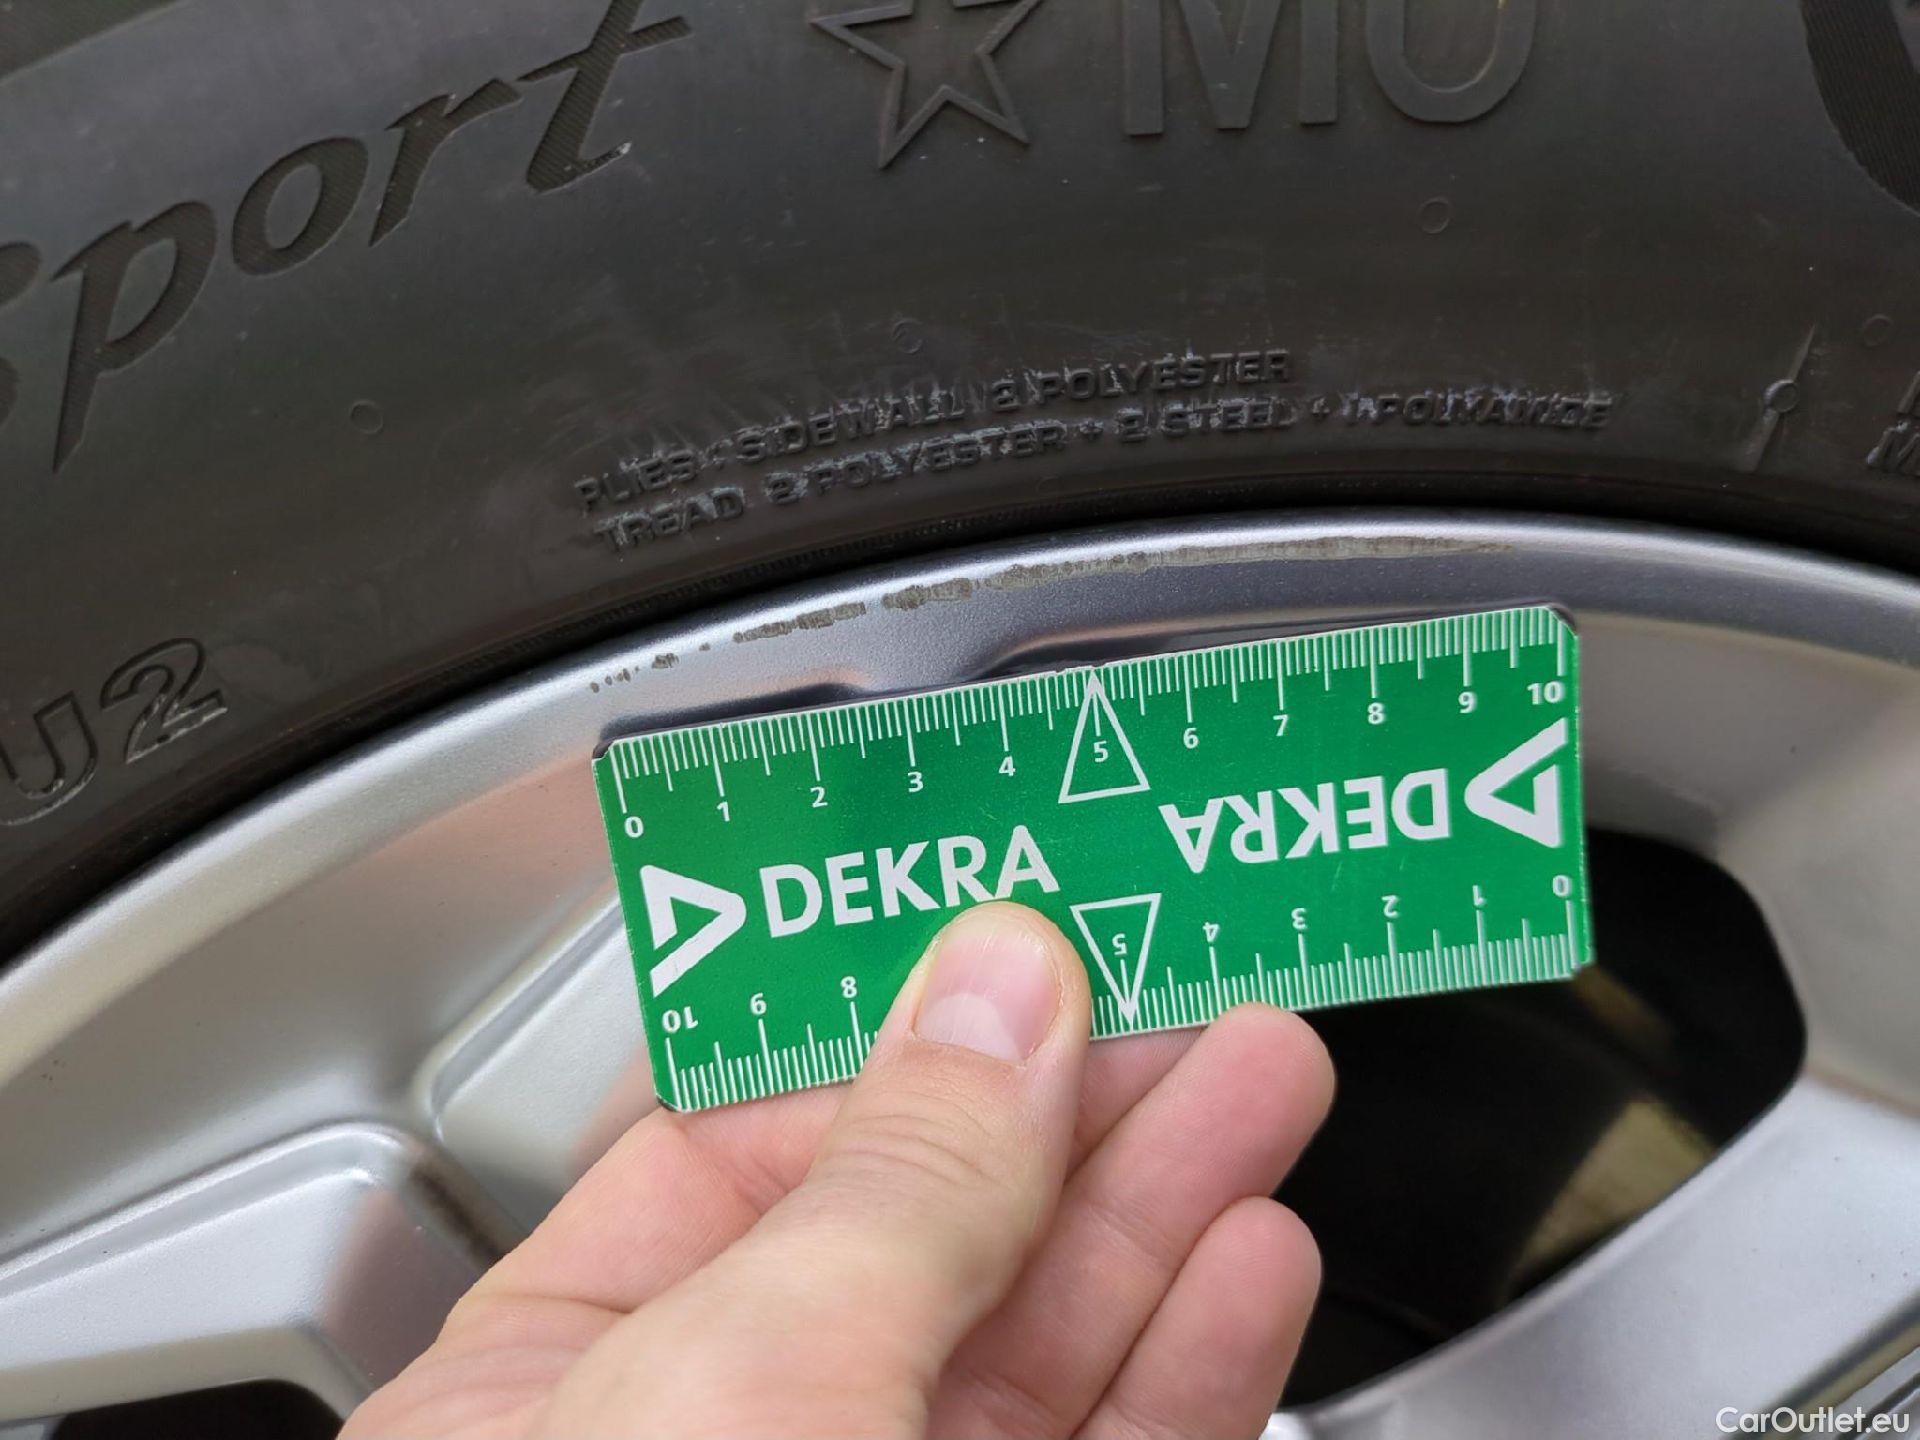 Sport ☆ MO
PLIES: SIDEWALL 2 POLYESTER
TREAD 2 POLYESTER + 2 STEEL + 1 POLYAMIDE
U2
0 1 2 3 4 5 6 7 8 9 10
DEKRA
DEKRA
10 9 8 5 4 3 2 1 0
CarOutlet.eu